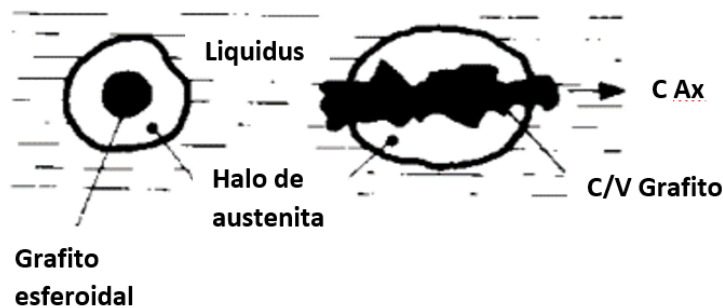 Liquidus
C Ax
Halo de
austenita
C/V Grafito
Grafito
esferoidal